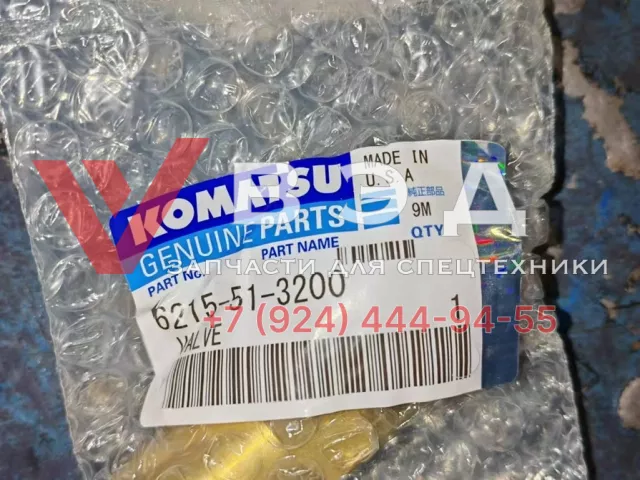 ВЭД
ЗАПЧАСТИ ДЛЯ СПЕЦТЕХНИКИ
+7 (924) 444-94-55
KOMATSU
GENUINE PARTS
MADE IN
U.S.A
純正部品
9M
PART No.
PART NAME
QTY
6215-51-3200
VALVE
1